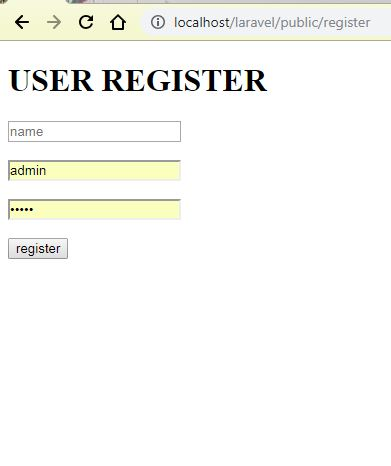 localhost/laravel/public/register
USER REGISTER
name
admin
•••••
register